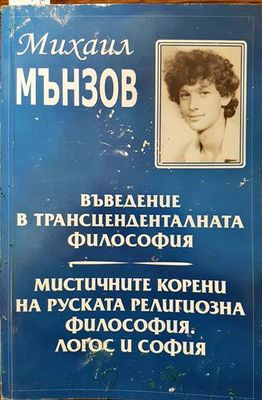 Михаил
МЪНЗОВ
ВЪВЕДЕНИЕ
В ТРАНСЦЕНДЕНТАЛНАТА
ФИЛОСОФИЯ
МИСТИЧНИТЕ КОРЕНИ
НА РУСКАТА РЕЛИГИОЗНА
ФИЛОСОФИЯ.
ЛОГОС И СОФИЯ